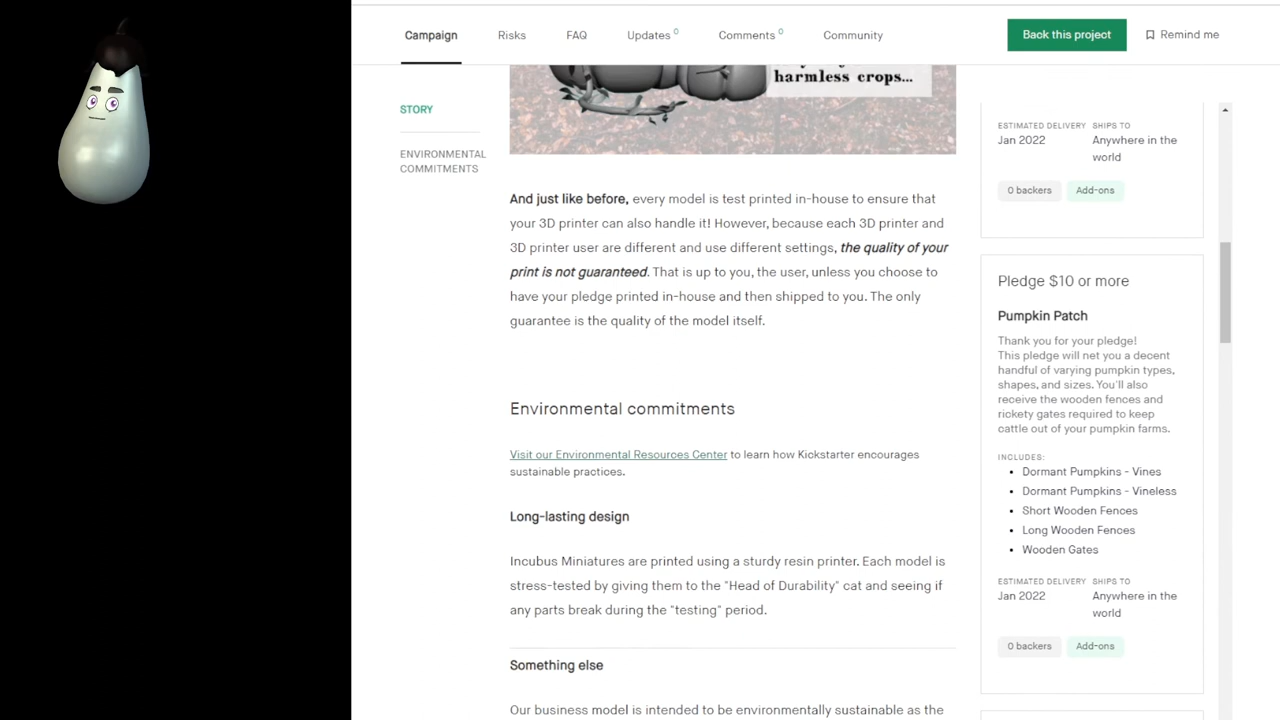 Campaign
Risks
FAQ
Updates 0
Comments 0
Community
Back this project
Remind me
STORY
ENVIRONMENTAL
COMMITMENTS
harmless crops...
And just like before, every model is test printed in-house to ensure that
your 3D printer can also handle it! However, because each 3D printer and
3D printer user are different and use different settings, the quality of your
print is not guaranteed. That is up to you, the user, unless you choose to
have your pledge printed in-house and then shipped to you. The only
guarantee is the quality of the model itself.
Environmental commitments
Visit our Environmental Resources Center to learn how Kickstarter encourages
sustainable practices.
Long-lasting design
Incubus Miniatures are printed using a sturdy resin printer. Each model is
stress-tested by giving them to the "Head of Durability" cat and seeing if
any parts break during the "testing" period.
Something else
Our business model is intended to be environmentally sustainable as the
ESTIMATED DELIVERY
Jan 2022
SHIPS TO
Anywhere in the
world
0 backers
Add-ons
Pledge $10 or more
Pumpkin Patch
Thank you for your pledge!
This pledge will net you a decent
handful of varying pumpkin types,
shapes, and sizes. You'll also
receive the wooden fences and
rickety gates required to keep
cattle out of your pumpkin farms.
INCLUDES:
Dormant Pumpkins - Vines
Dormant Pumpkins - Vineless
Short Wooden Fences
Long Wooden Fences
Wooden Gates
ESTIMATED DELIVERY
Jan 2022
SHIPS TO
Anywhere in the
world
0 backers
Add-ons